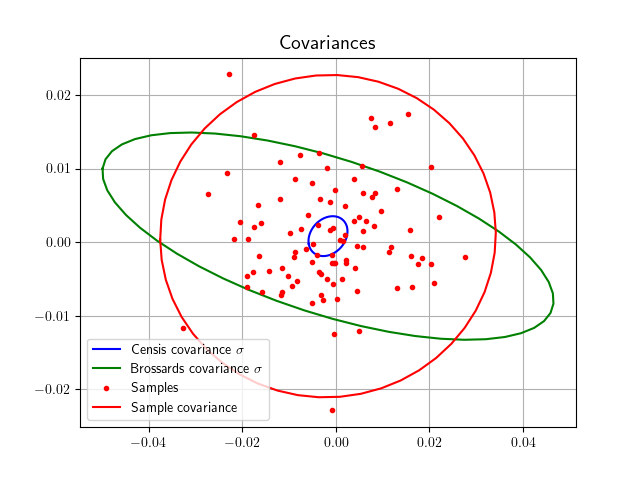 Covariances
0.02
0.01
0.00
−0.01
−0.02
Censis covariance σ
Brossards covariance σ
Samples
Sample covariance
−0.04 −0.02 0.00 0.02 0.04